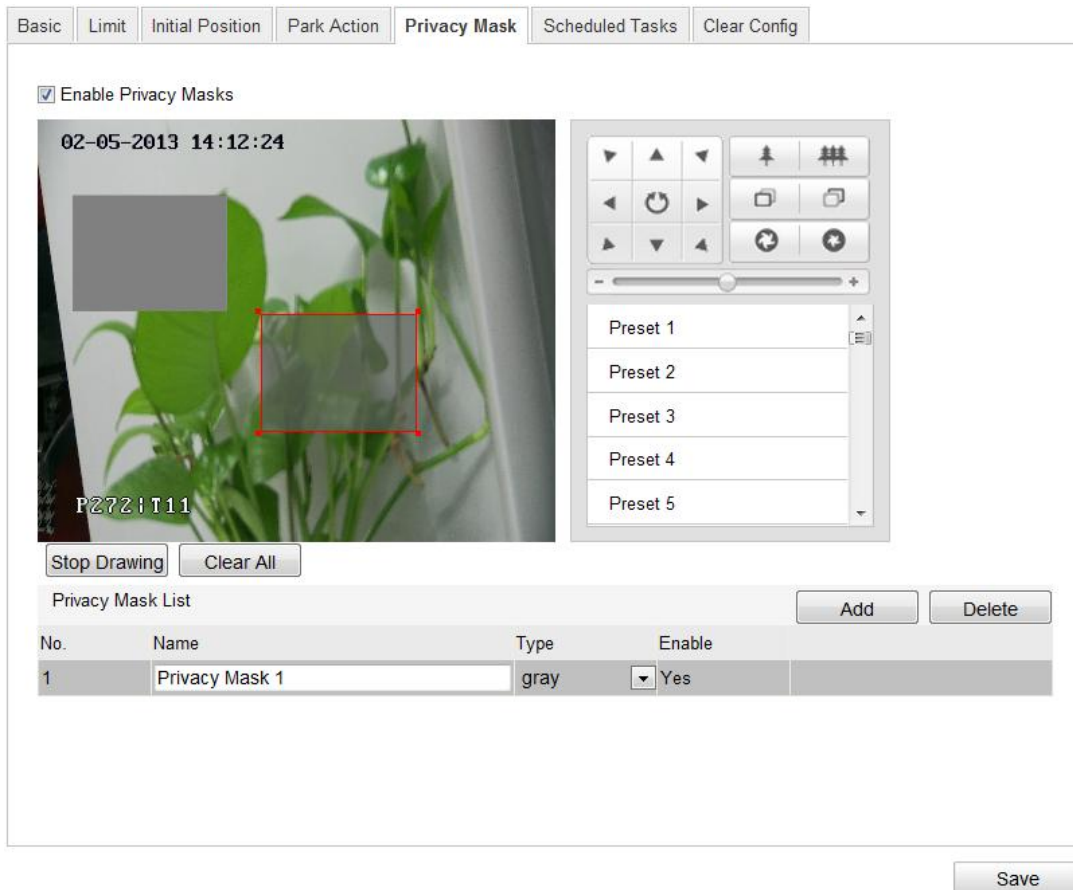 Basic Limit Initial Position Park Action Privacy Mask Scheduled Tasks Clear Config
Enable Privacy Masks
02-05-2013 14:12:24
Preset 1
Preset 2
Preset 3
Preset 4
Preset 5
P272|T11
Stop Drawing Clear All
Privacy Mask List Add Delete
No. Name Type Enable
1 Privacy Mask 1 gray Yes
Save